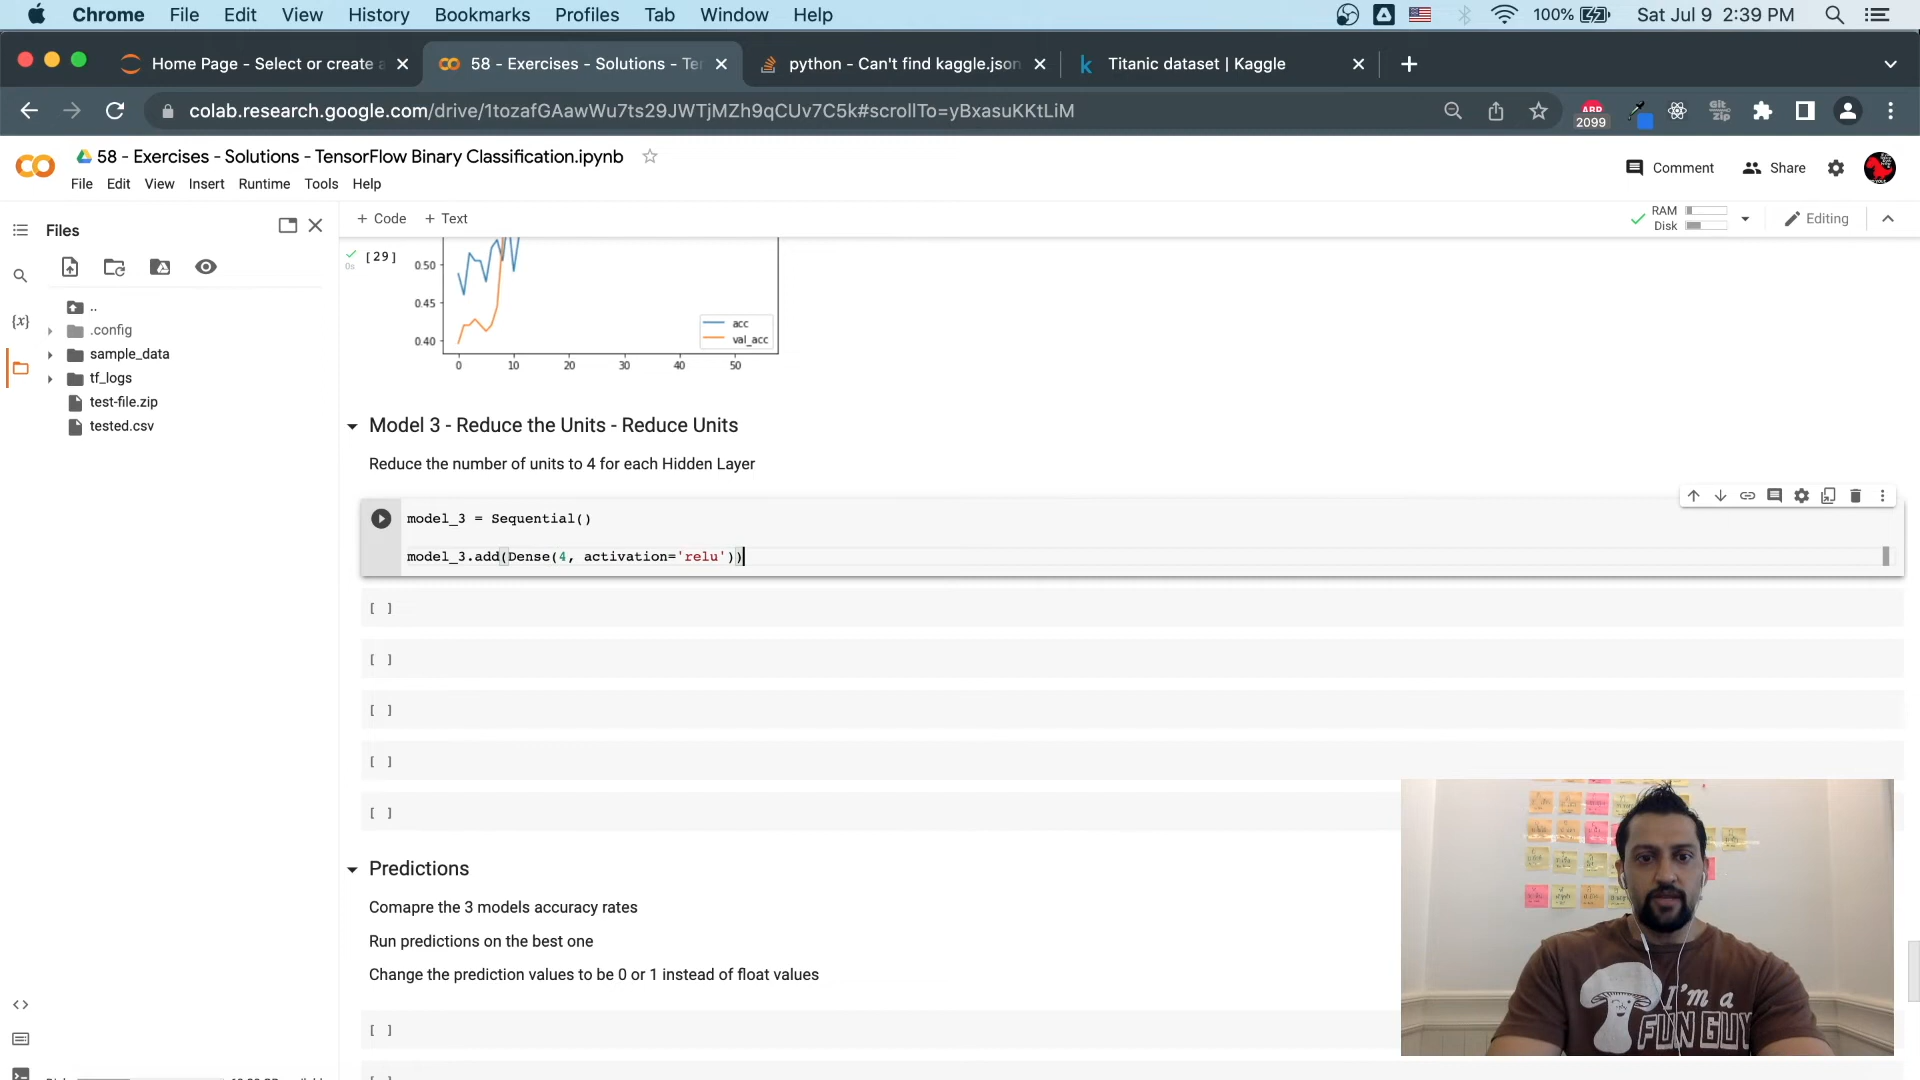 Chrome File Edit View History Bookmarks Profiles Tab Window Help 100% Sat Jul 9 2:39 PM
Home Page - Select or create a
58 - Exercises - Solutions - Ter
python - Can't find kaggle.json
Titanic dataset | Kaggle
colab.research.google.com/drive/1tozafGAawWu7ts29JWTjMZh9qCUv7C5k#scrollTo=yBxasuKKtLiM
ABP
2099
Git
Zip
58 - Exercises - Solutions - TensorFlow Binary Classification.ipynb
Comment
Share
File Edit View Insert Runtime Tools Help
Files
+ Code + Text
RAM
Disk
Editing
..
.config
sample_data
tf_logs
test-file.zip
tested.csv
{x}
[29]
0s
0.50
0.45
0.40
acc
val_acc
0 10 20 30 40 50
Model 3 - Reduce the Units - Reduce Units
Reduce the number of units to 4 for each Hidden Layer
model_3 = Sequential()
model_3.add(Dense(4, activation='relu'))
[ ]
[ ]
[ ]
[ ]
[ ]
Predictions
Comapre the 3 models accuracy rates
Run predictions on the best one
Change the prediction values to be 0 or 1 instead of float values
[ ]
I'm a
FUN GUY